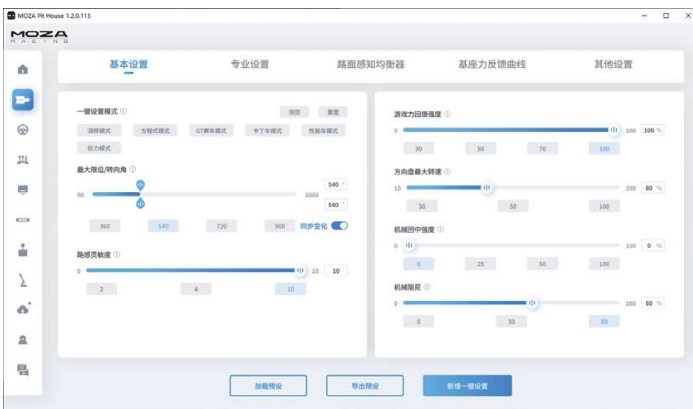 MOZA Pit House 1.2.0.113
MOZA
RACING
基本设置 专业设置 路面感知均衡器 基座力反馈曲线 其他设置
一键设置模式 浏览 重置
漂移模式 方程式模式 GT赛车模式 卡丁车模式 性能车模式
拉力模式
最大限位/转向角
540 °
90 2000
540 °
360 540 720 900 同步变化
路感灵敏度
0 10 10
2 4 10
游戏力回馈强度
0 100 100 %
30 50 70 100
方向盘最大转速
10 200 80 %
30 50 100
机械回中强度
0 100 0 %
0 25 50 100
机械阻尼
0 100 60 %
0 30 60
加载预设 导出预设 新增一键设置